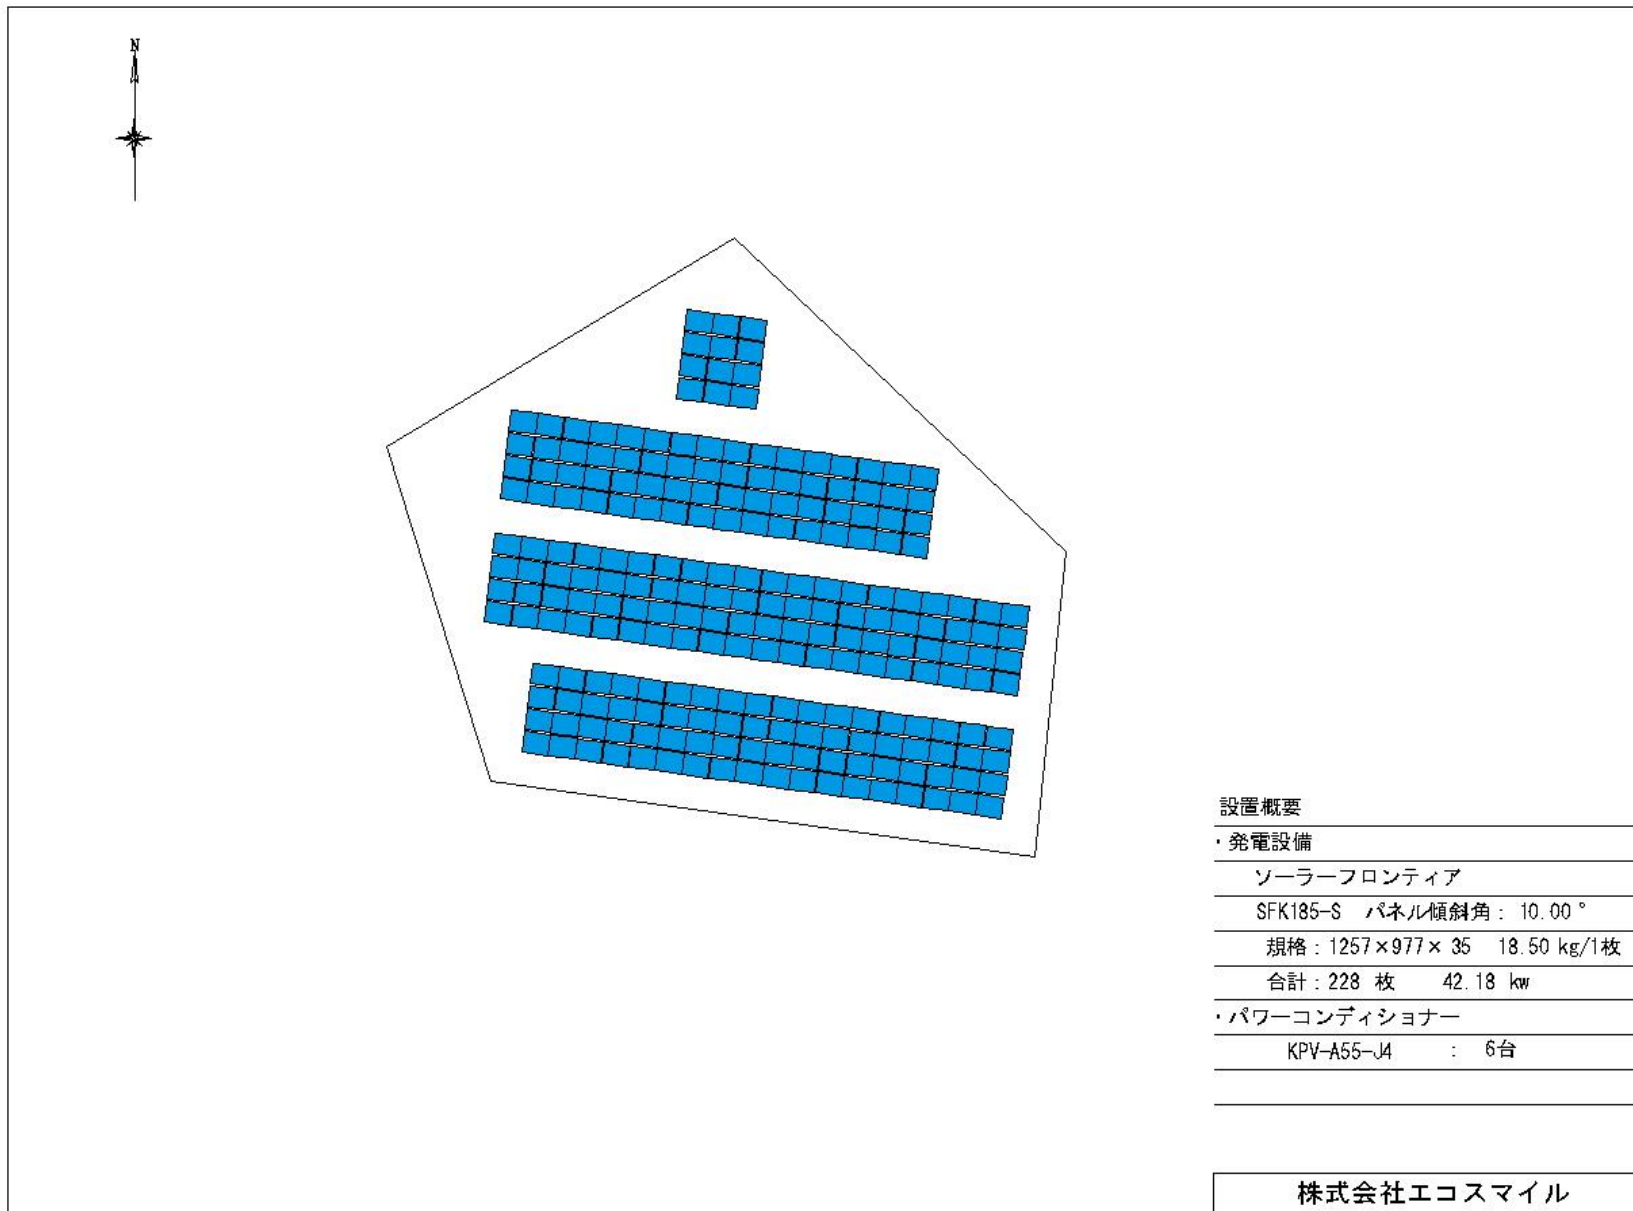 N
設置概要
・発電設備
ソーラーフロンティア
SFK185-S パネル傾斜角：10.00°
規格：1257×977×35 18.50 kg/1枚
合計：228 枚 42.18 kw
・パワーコンディショナー
KPV-A55-J4 ： 6台
株式会社エコスマイル